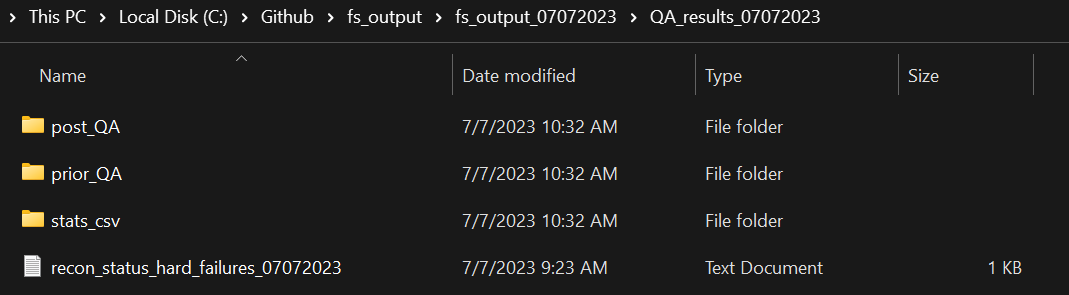 This PC > Local Disk (C:) > Github > fs_output > fs_output_07072023 > QA_results_07072023
Name Date modified Type Size
post_QA 7/7/2023 10:32 AM File folder
prior_QA 7/7/2023 10:32 AM File folder
stats_csv 7/7/2023 10:32 AM File folder
recon_status_hard_failures_07072023 7/7/2023 9:23 AM Text Document 1 KB